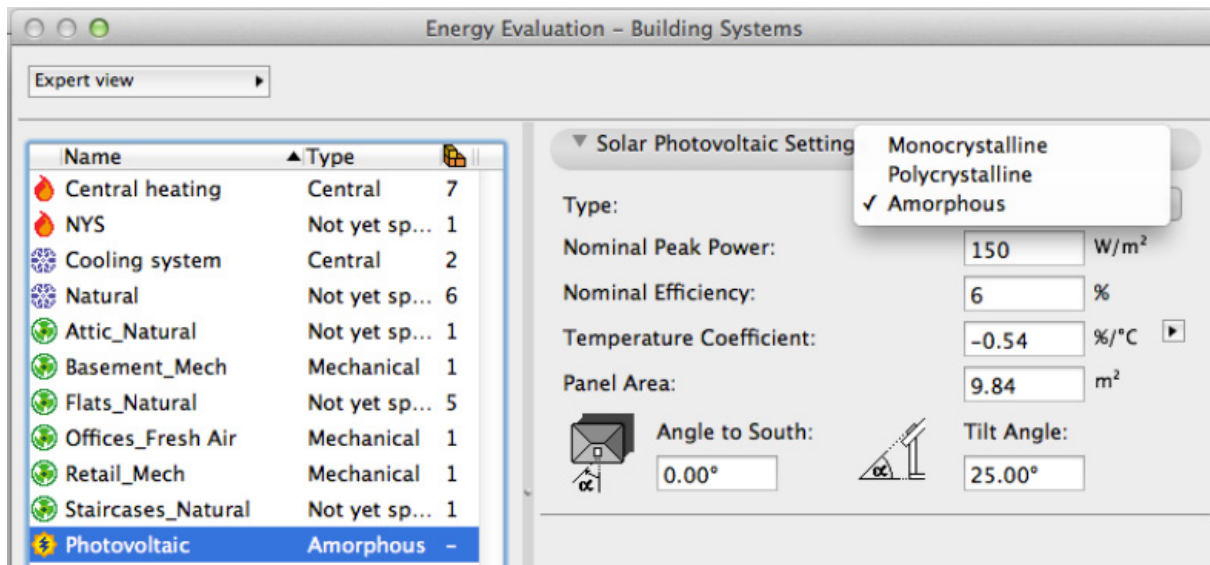 Energy Evaluation – Building Systems
Expert view
Name Type
Central heating Central 7
NYS Not yet sp... 1
Cooling system Central 2
Natural Not yet sp... 6
Attic_Natural Not yet sp... 1
Basement_Mech Mechanical 1
Flats_Natural Not yet sp... 5
Offices_Fresh Air Mechanical 1
Retail_Mech Mechanical 1
Staircases_Natural Not yet sp... 1
Photovoltaic Amorphous –
Solar Photovoltaic Setting
Monocrystalline
Polycrystalline
✓ Amorphous
Type:
Nominal Peak Power: 150 W/m²
Nominal Efficiency: 6 %
Temperature Coefficient: -0.54 %/°C
Panel Area: 9.84 m²
Angle to South: Tilt Angle:
α 0.00° α 25.00°